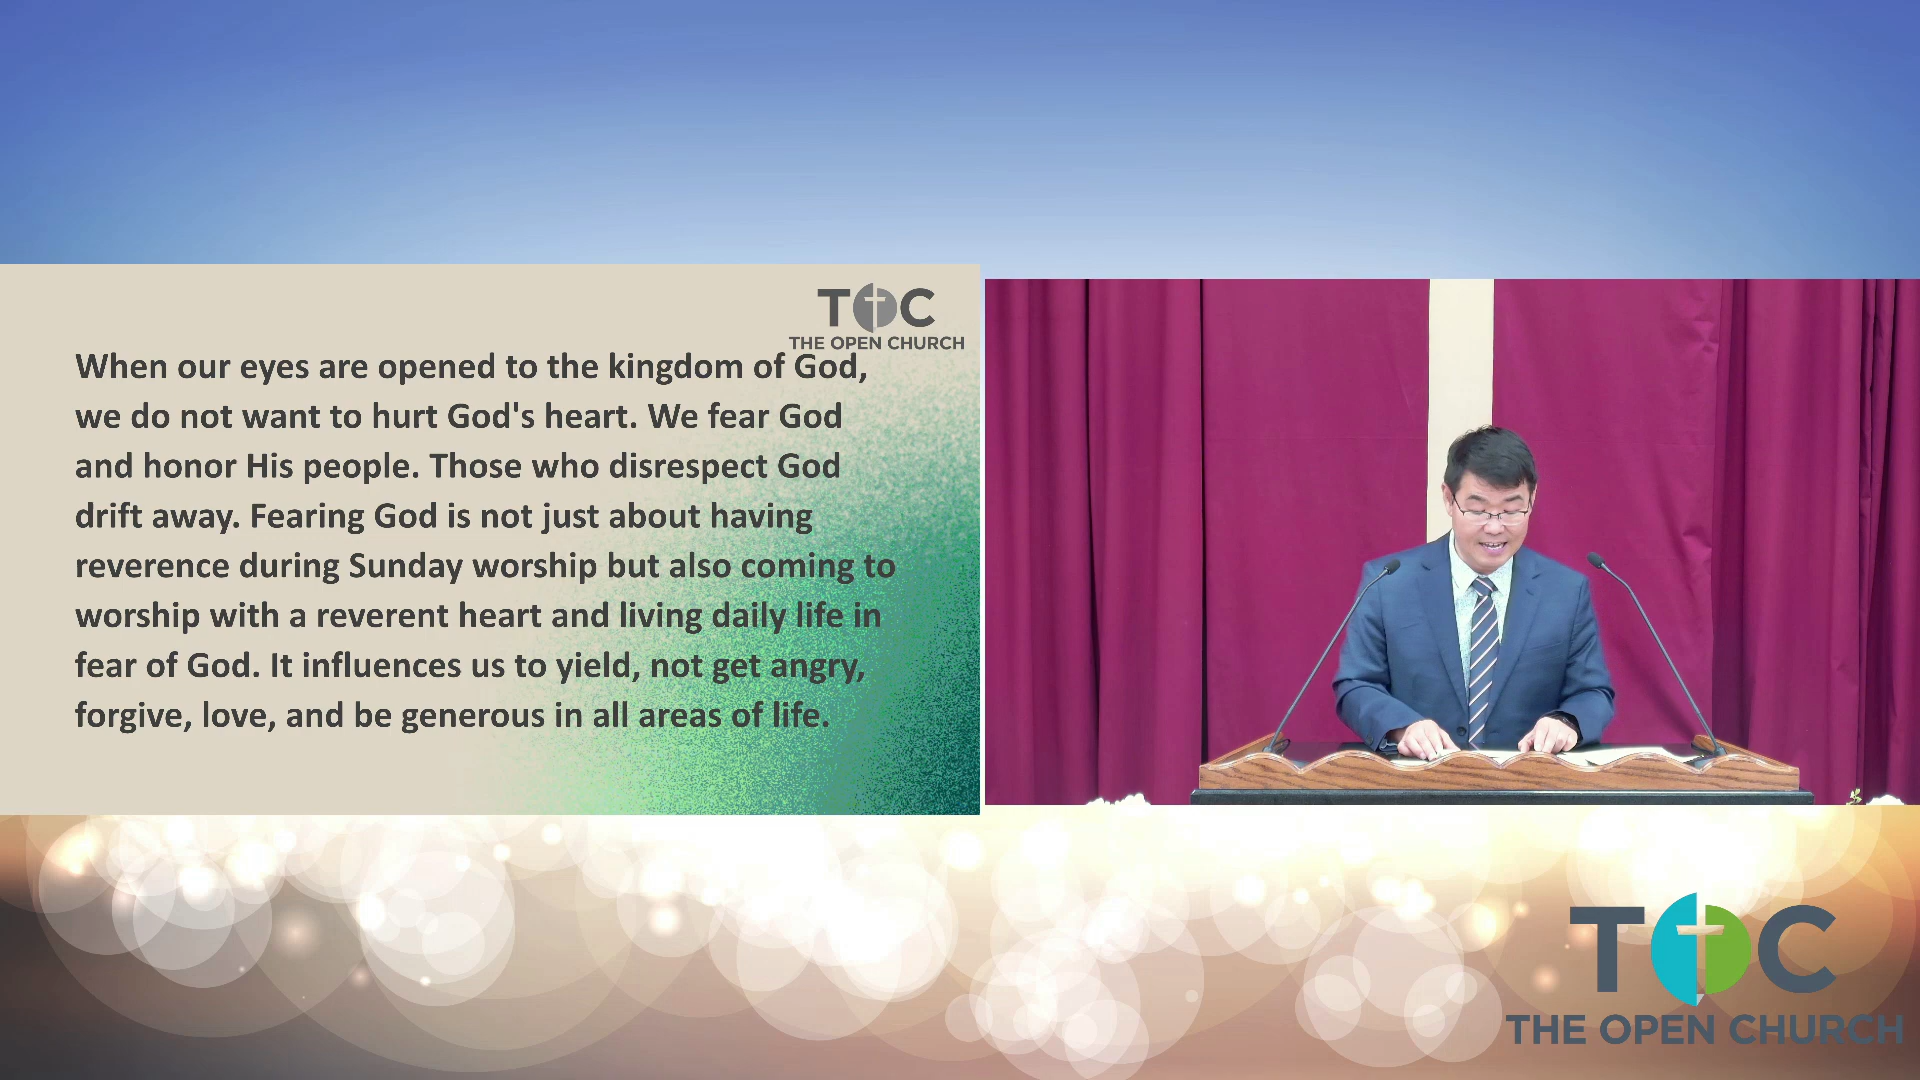 TOC
THE OPEN CHURCH
When our eyes are opened to the kingdom of God,
we do not want to hurt God's heart. We fear God
and honor His people. Those who disrespect God
drift away. Fearing God is not just about having
reverence during Sunday worship but also coming to
worship with a reverent heart and living daily life in
fear of God. It influences us to yield, not get angry,
forgive, love, and be generous in all areas of life.
TOC
THE OPEN CHURCH